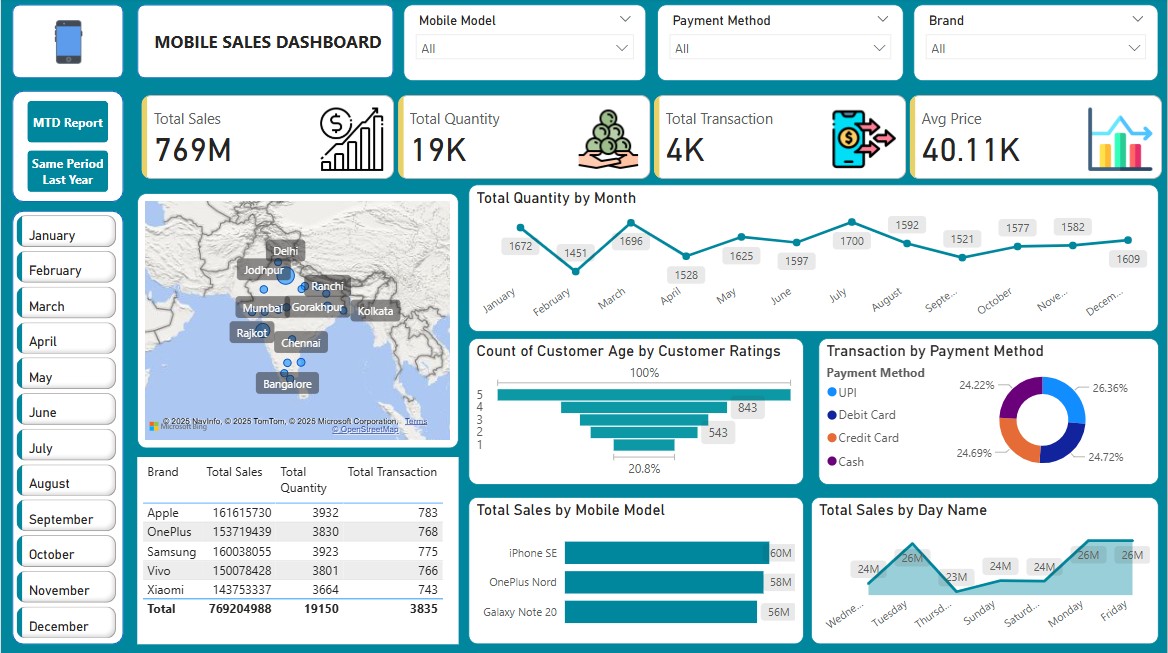 MOBILE SALES DASHBOARD
Mobile Model
All
Payment Method
All
Brand
All
MTD Report
Same Period
Last Year
Total Sales
769M
Total Quantity
19K
Total Transaction
4K
Avg Price
40.11K
January
February
March
April
May
June
July
August
September
October
November
December
Delhi
Jodhpur
Ranchi
Mumbai
Gorakhpur
Kolkata
Rajkot
Chennai
Bangalore
© 2025 NavInfo, © 2025 TomTom, © 2025 Microsoft Corporation, Terms
Microsoft Bing
© OpenStreetMap
Total Quantity by Month
1672
1451
1696
1528
1625
1597
1700
1592
1521
1577
1582
1609
January
February
March
April
May
June
July
August
Septe...
October
Nove...
Decem...
Count of Customer Age by Customer Ratings
100%
5
4
843
3
2
543
1
20.8%
Transaction by Payment Method
Payment Method
UPI
Debit Card
Credit Card
Cash
24.22%
26.36%
24.69%
24.72%
Brand Total Sales Total Quantity Total Transaction
Apple 161615730 3932 783
OnePlus 153719439 3830 768
Samsung 160038055 3923 775
Vivo 150078428 3801 766
Xiaomi 143753337 3664 743
Total 769204988 19150 3835
Total Sales by Mobile Model
iPhone SE 60M
OnePlus Nord 58M
Galaxy Note 20 56M
Total Sales by Day Name
24M
26M
23M
24M
24M
26M
26M
Wedne...
Tuesday
Thursd...
Sunday
Saturd...
Monday
Friday